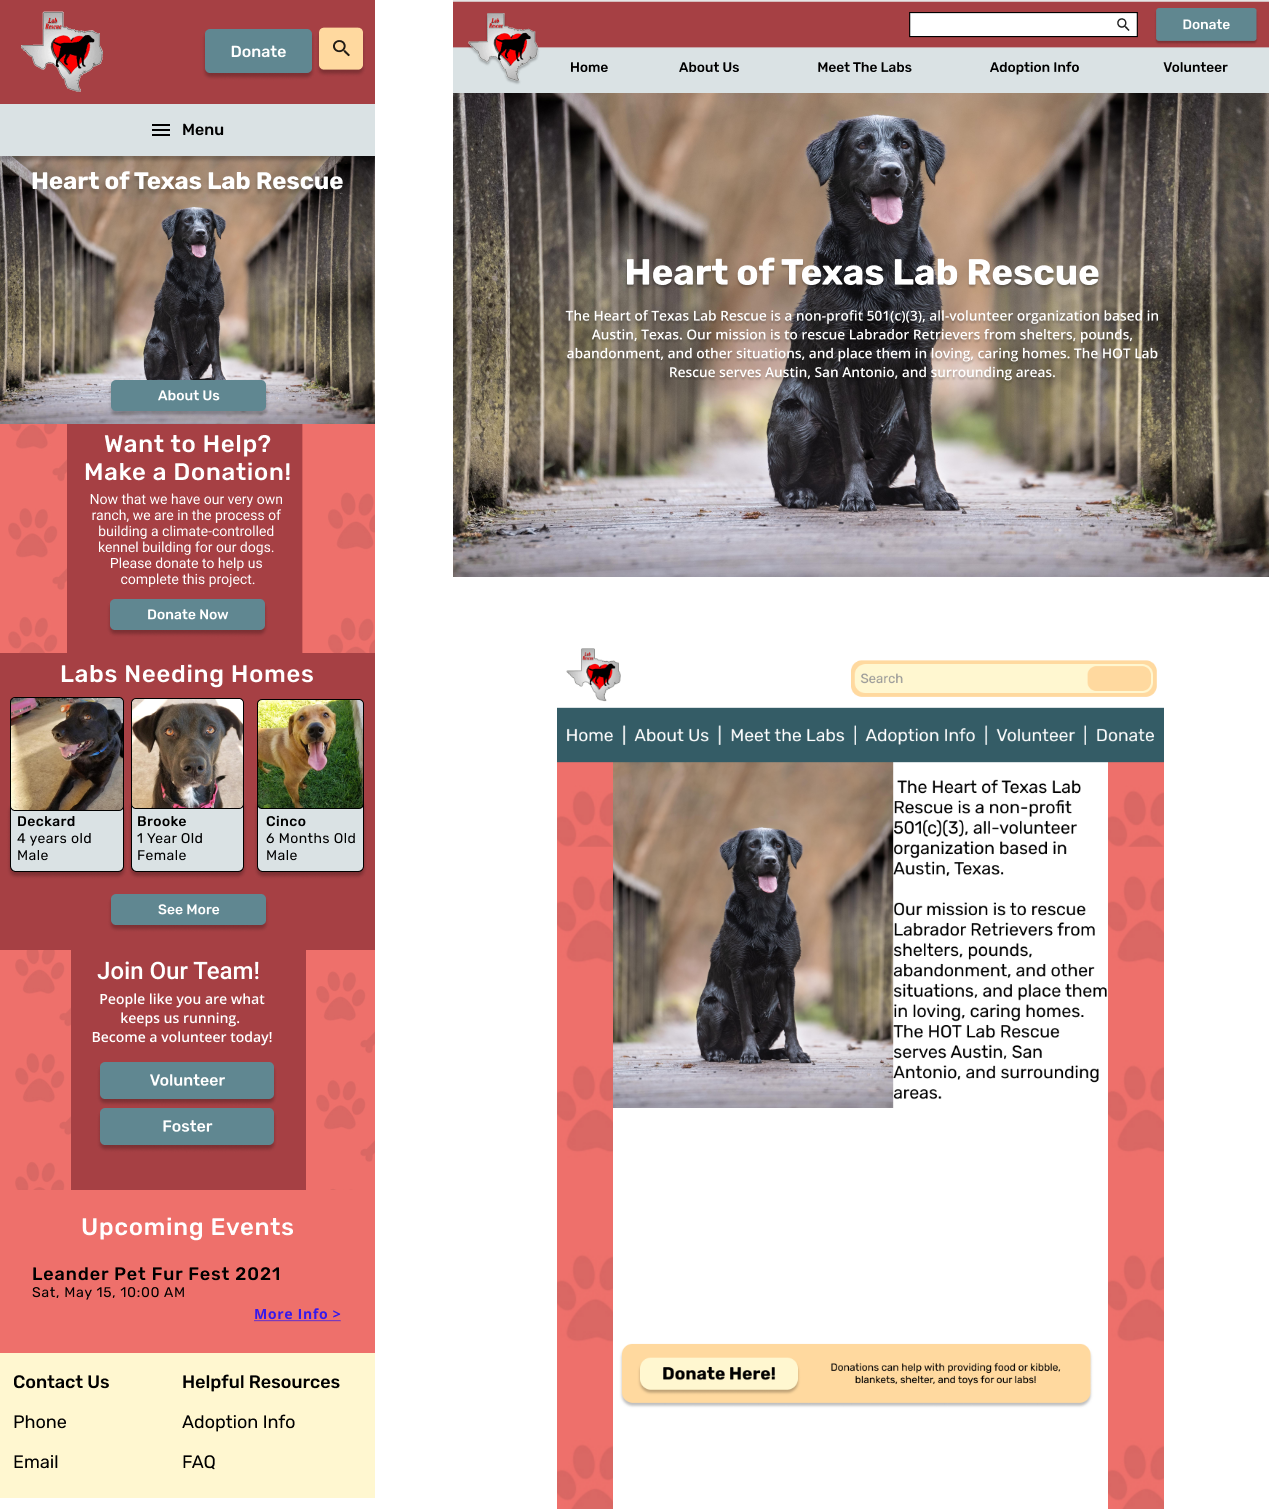 Lab
Rescue
Donate
Menu
Heart of Texas Lab Rescue
About Us
Want to Help?
Make a Donation!
Now that we have our very own
ranch, we are in the process of
building a climate-controlled
kennel building for our dogs.
Please donate to help us
complete this project.
Donate Now
Labs Needing Homes
Deckard
4 years old
Male
Brooke
1 Year Old
Female
Cinco
6 Months Old
Male
See More
Join Our Team!
People like you are what
keeps us running.
Become a volunteer today!
Volunteer
Foster
Upcoming Events
Leander Pet Fur Fest 2021
Sat, May 15, 10:00 AM
More Info >
Contact Us
Helpful Resources
Phone
Adoption Info
Email
FAQ
Lab
Rescue
Donate
Home
About Us
Meet The Labs
Adoption Info
Volunteer
Heart of Texas Lab Rescue
The Heart of Texas Lab Rescue is a non-profit 501(c)(3), all-volunteer organization based in
Austin, Texas. Our mission is to rescue Labrador Retrievers from shelters, pounds,
abandonment, and other situations, and place them in loving, caring homes. The HOT Lab
Rescue serves Austin, San Antonio, and surrounding areas.
Lab
Rescue
Search
Home | About Us | Meet the Labs | Adoption Info | Volunteer | Donate
The Heart of Texas Lab
Rescue is a non-profit
501(c)(3), all-volunteer
organization based in
Austin, Texas.
Our mission is to rescue
Labrador Retrievers from
shelters, pounds,
abandonment, and other
situations, and place them
in loving, caring homes.
The HOT Lab Rescue
serves Austin, San
Antonio, and surrounding
areas.
Donate Here!
Donations can help with providing food or kibble,
blankets, shelter, and toys for our labs!